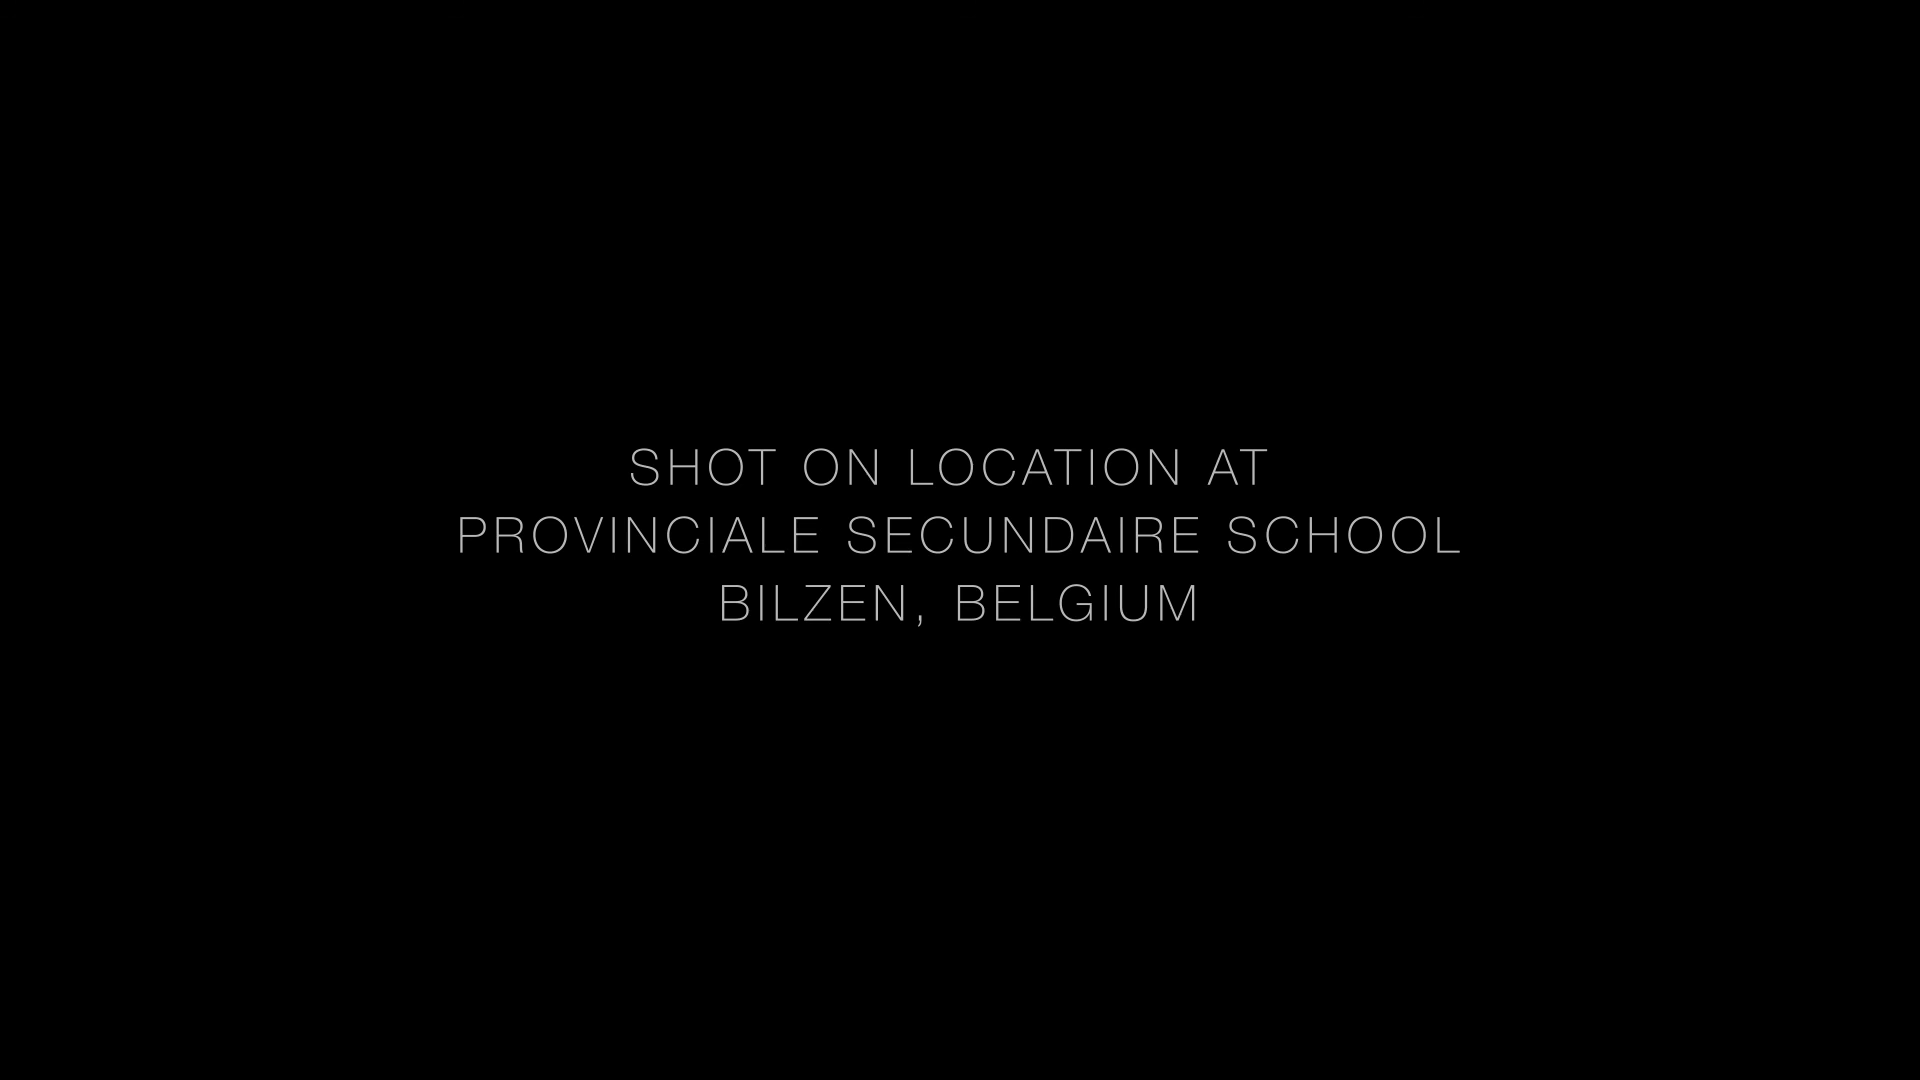 SHOT ON LOCATION AT
PROVINCIALE SECUNDAIRE SCHOOL
BILZEN, BELGIUM